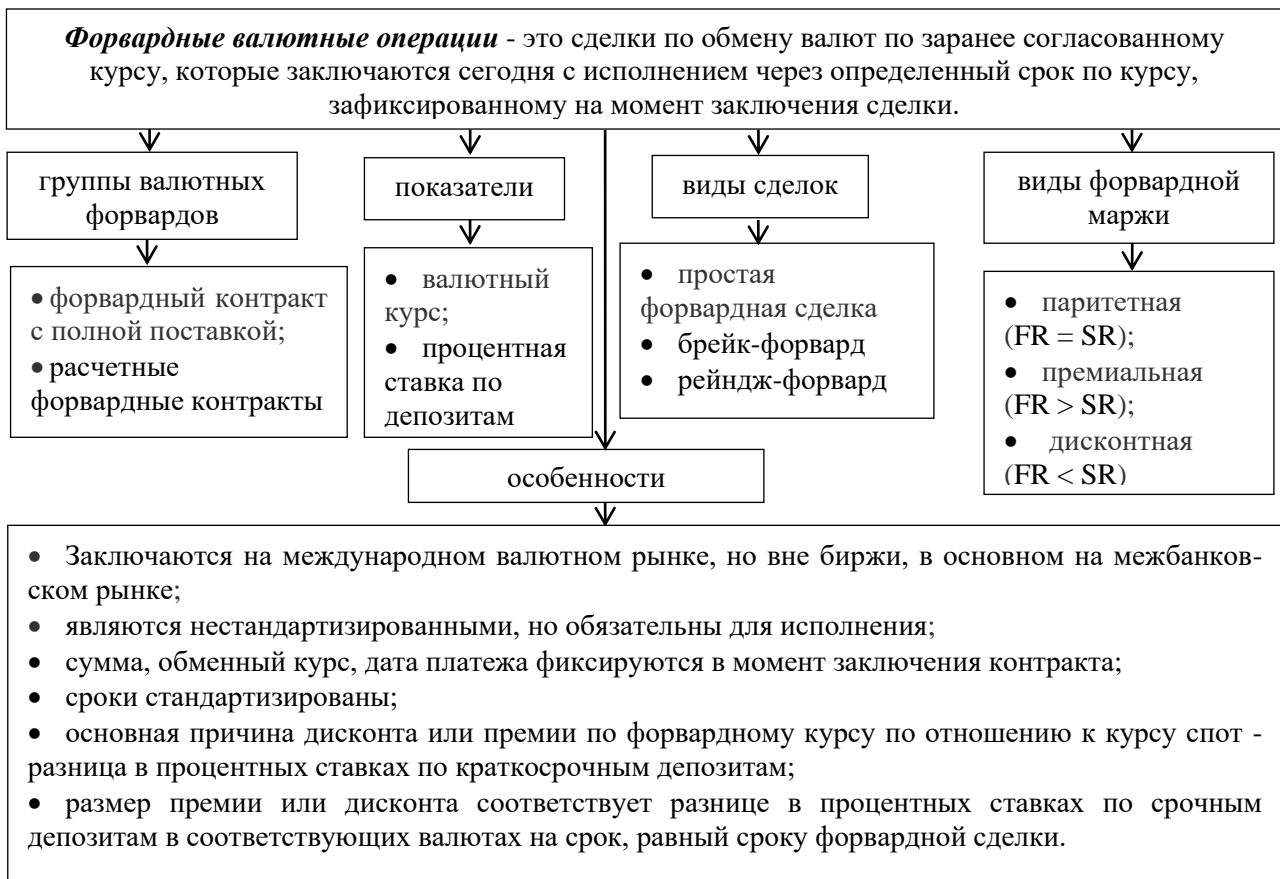 Форвардные валютные операции - это сделки по обмену валют по заранее согласованному
курсу, которые заключаются сегодня с исполнением через определенный срок по курсу,
зафиксированному на момент заключения сделки.
группы валютных
форвардов
• форвардный контракт
с полной поставкой;
• расчетные
форвардные контракты
показатели
• валютный
курс;
• процентная
ставка по
депозитам
виды сделок
• простая
форвардная сделка
• брейк-форвард
• рейндж-форвард
виды форвардной
маржи
• паритетная
(FR = SR);
• премиальная
(FR > SR);
• дисконтная
(FR < SR)
особенности
• Заключаются на международном валютном рынке, но вне биржи, в основном на межбанков-
ском рынке;
• являются нестандартизированными, но обязательны для исполнения;
• сумма, обменный курс, дата платежа фиксируются в момент заключения контракта;
• сроки стандартизированы;
• основная причина дисконта или премии по форвардному курсу по отношению к курсу спот -
разница в процентных ставках по краткосрочным депозитам;
• размер премии или дисконта соответствует разнице в процентных ставках по срочным
депозитам в соответствующих валютах на срок, равный сроку форвардной сделки.